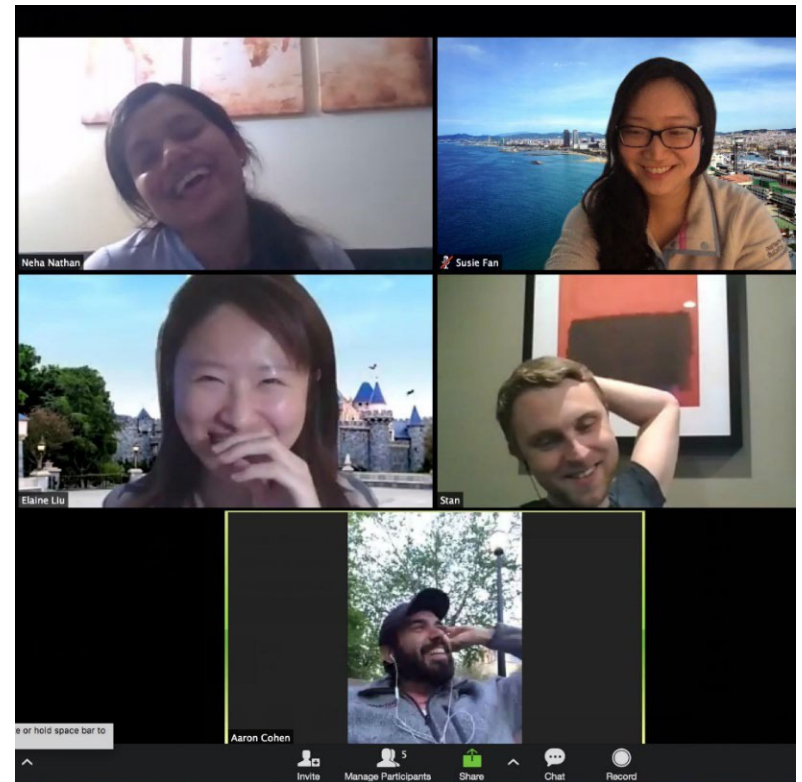 Neha Nathan
Susie Fan
Elaine Liu
Stan
Aaron Cohen
e or hold space bar to
5
Invite
Manage Participants
Share
Chat
Record